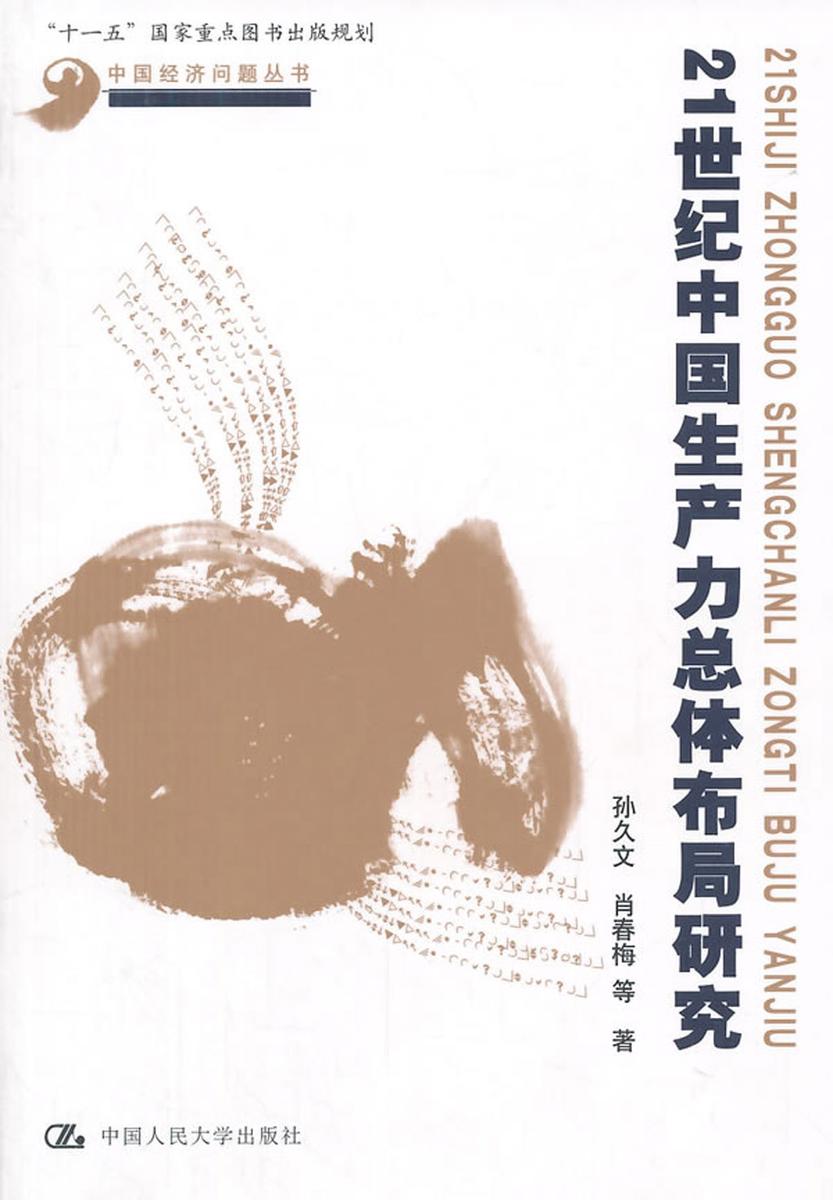 “十一五”国家重点图书出版规划
中国经济问题丛书
21世纪中国生产力总体布局研究
21SHIJI ZHONGGUO SHENGCHANLI ZONGTI BUJU YANJIU
孙久文 肖春梅 等 著
中国人民大学出版社